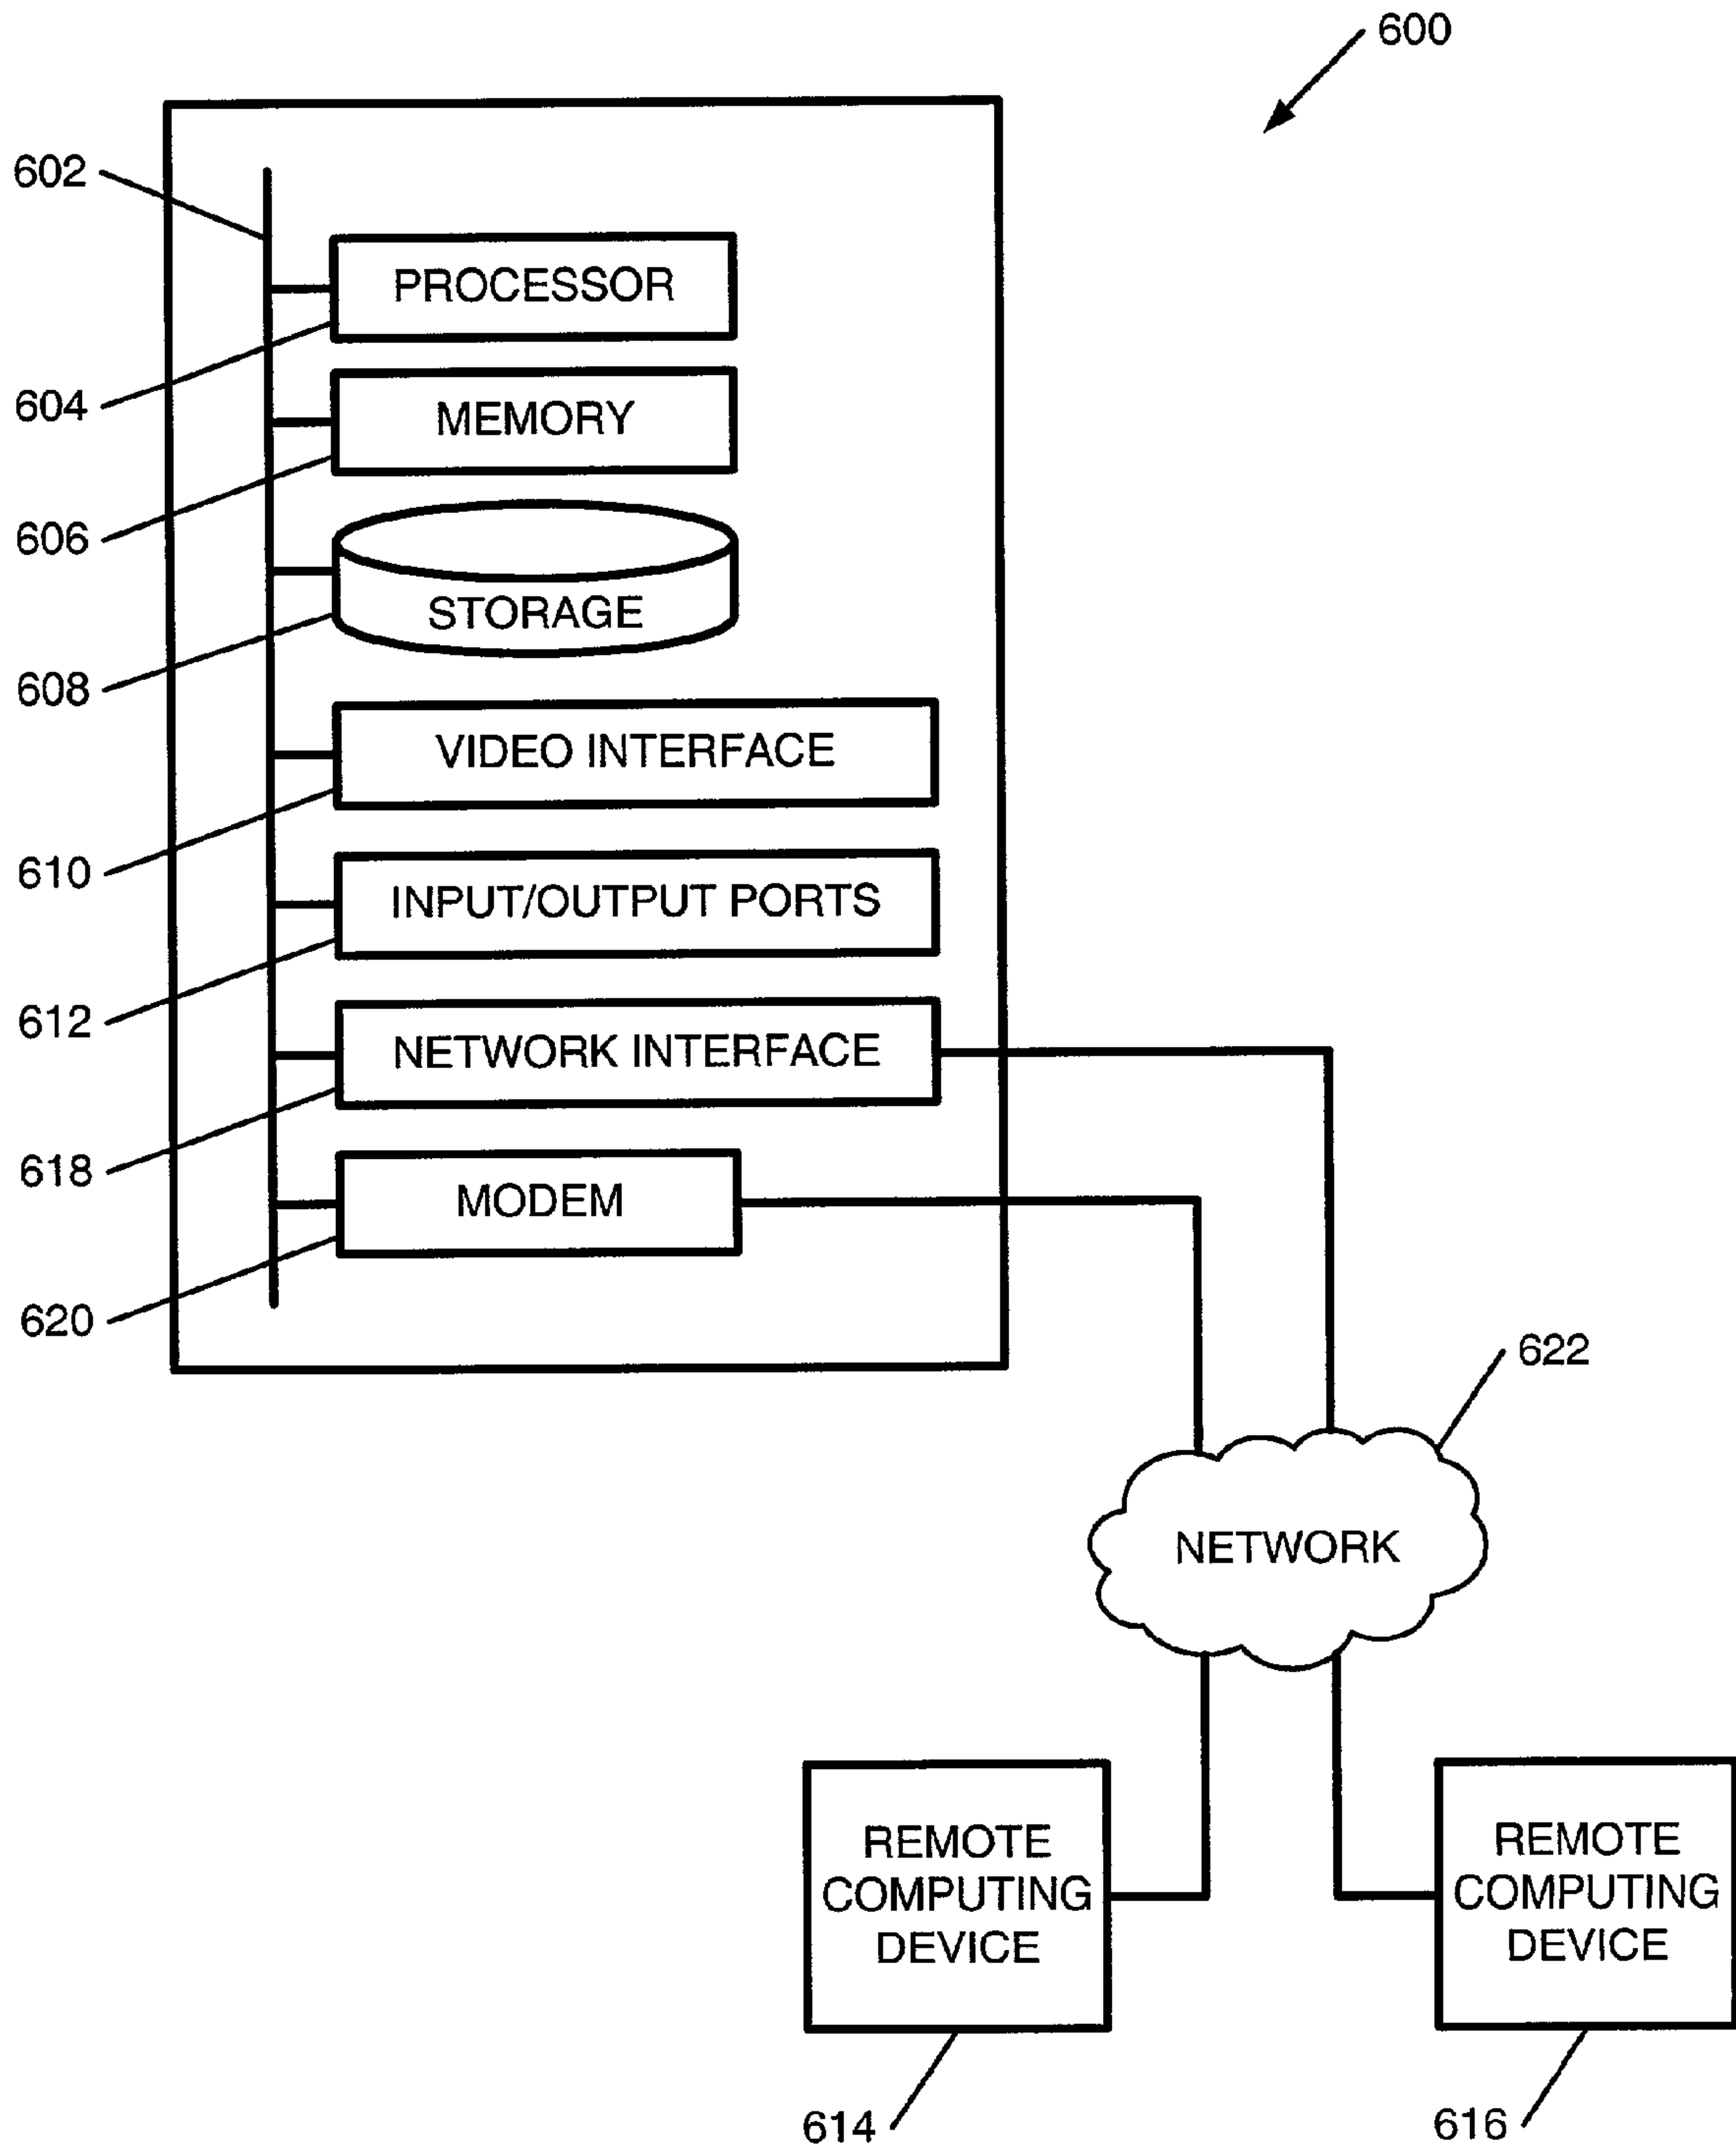 600
602
PROCESSOR
604
MEMORY
606
STORAGE
608
VIDEO INTERFACE
610
INPUT/OUTPUT PORTS
612
NETWORK INTERFACE
618
MODEM
620
622
NETWORK
REMOTE
COMPUTING
DEVICE
614
REMOTE
COMPUTING
DEVICE
616